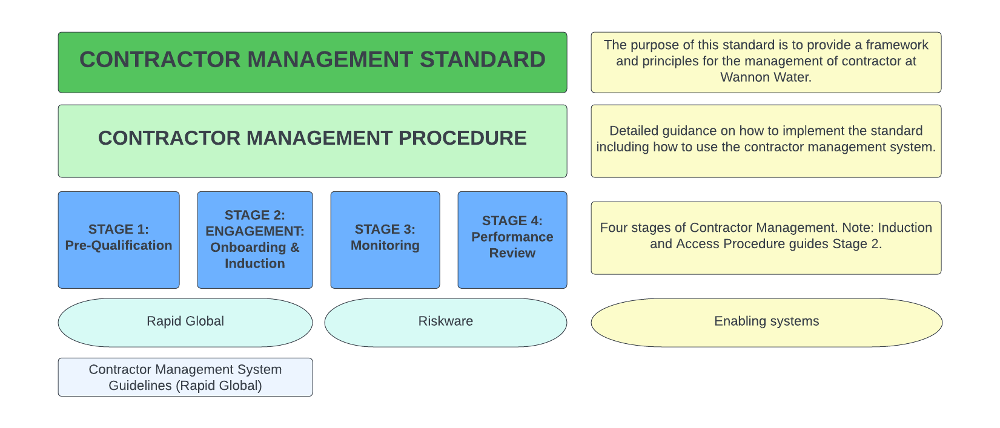 CONTRACTOR MANAGEMENT STANDARD
The purpose of this standard is to provide a framework
and principles for the management of contractor at
Wannon Water.
CONTRACTOR MANAGEMENT PROCEDURE
Detailed guidance on how to implement the standard
including how to use the contractor management system.
STAGE 1:
Pre-Qualification
STAGE 2:
ENGAGEMENT:
Onboarding &
Induction
STAGE 3:
Monitoring
STAGE 4:
Performance
Review
Four stages of Contractor Management. Note: Induction
and Access Procedure guides Stage 2.
Rapid Global
Riskware
Enabling systems
Contractor Management System
Guidelines (Rapid Global)